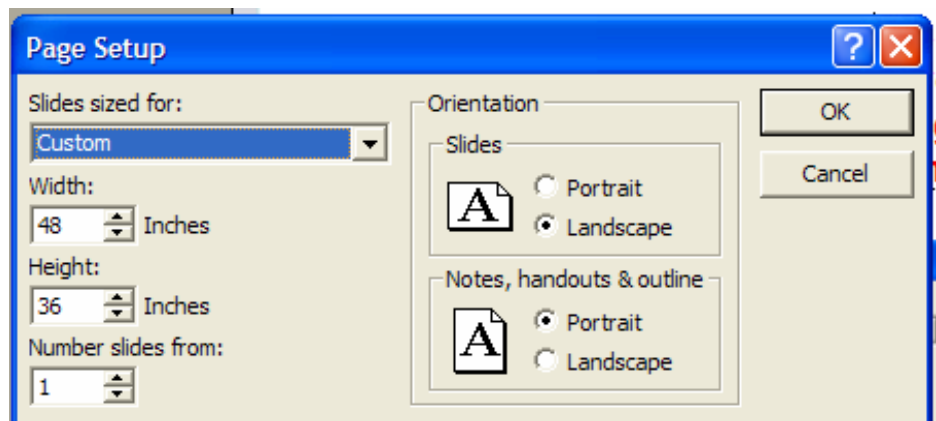 Page Setup
Slides sized for:
Custom
Width:
48 Inches
Height:
36 Inches
Number slides from:
1
Orientation
Slides
A
Portrait
Landscape
Notes, handouts & outline
A
Portrait
Landscape
OK
Cancel